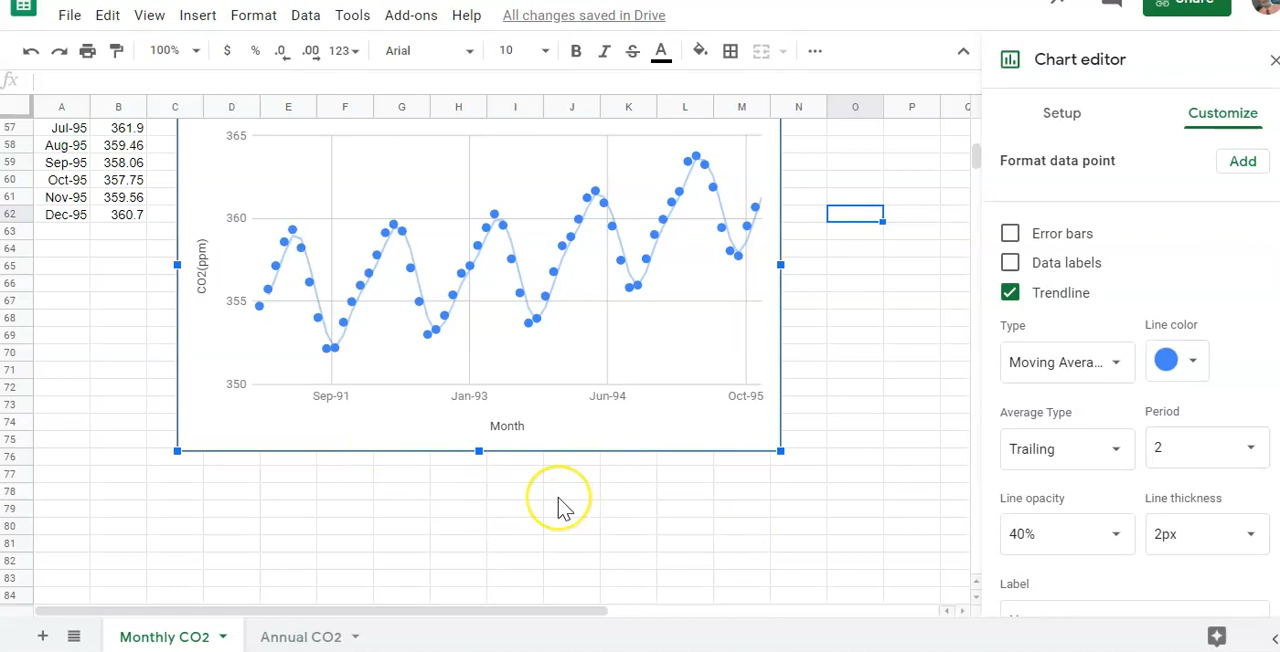 Share
File Edit View Insert Format Data Tools Add-ons Help All changes saved in Drive
100% $ % .0 .00 123 Arial 10 B I S A
fx
Chart editor
Setup Customize
Format data point Add
Error bars
Data labels
Trendline
Type Line color
Moving Avera...
Average Type Period
Trailing 2
Line opacity Line thickness
40% 2px
Label
A B C D E F G H I J K L M N O P Q
57 Jul-95 361.9
58 Aug-95 359.46
59 Sep-95 358.06
60 Oct-95 357.75
61 Nov-95 359.56
62 Dec-95 360.7
63
64
65
66
67
68
69
70
71
72
73
74
75
76
77
78
79
80
81
82
83
84
365
360
355
350
CO2(ppm)
Sep-91 Jan-93 Jun-94 Oct-95
Month
Monthly CO2 Annual CO2